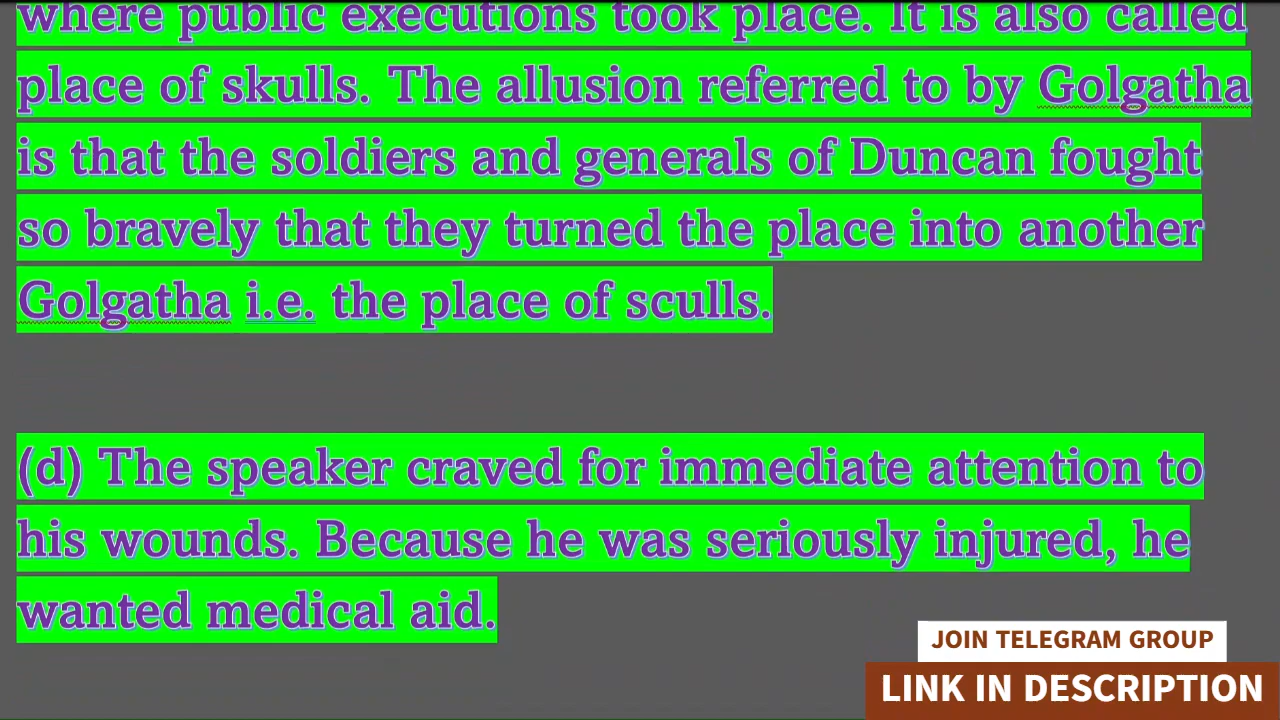 where public executions took place. It is also called
place of skulls. The allusion referred to by Golgatha
is that the soldiers and generals of Duncan fought
so bravely that they turned the place into another
Golgatha i.e. the place of sculls.
(d) The speaker craved for immediate attention to
his wounds. Because he was seriously injured, he
wanted medical aid.
JOIN TELEGRAM GROUP
LINK IN DESCRIPTION